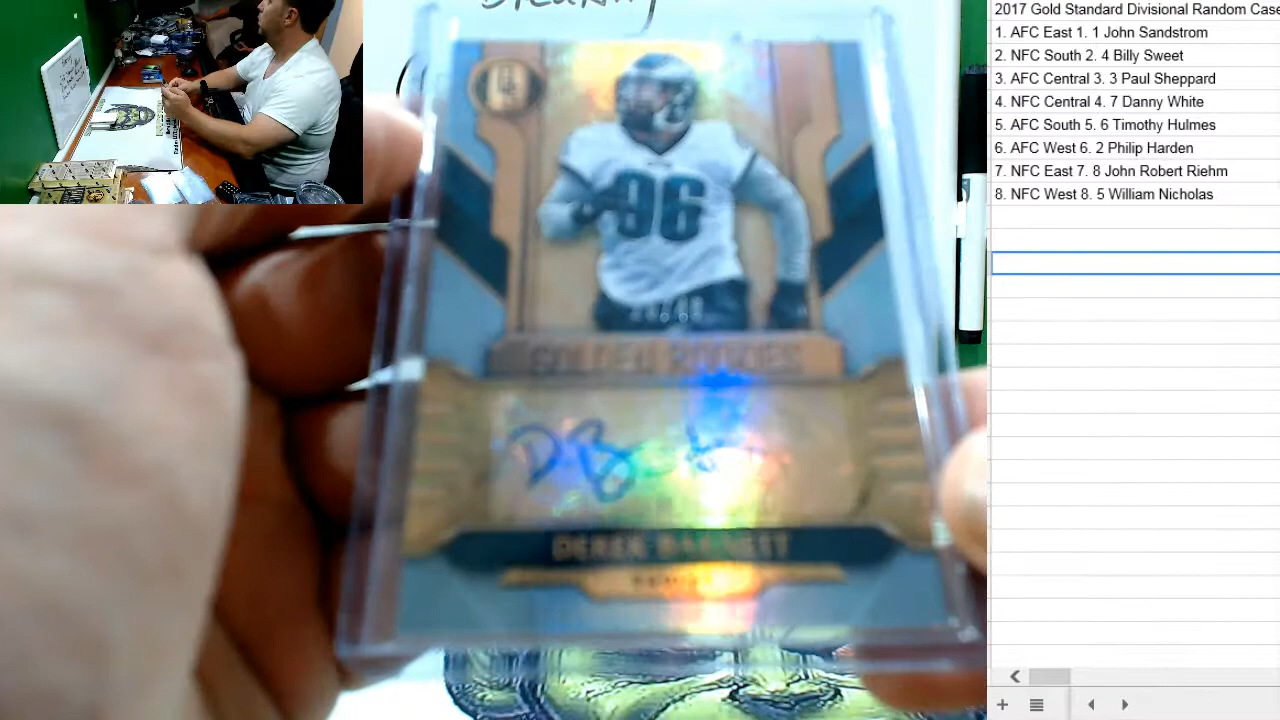 2017 Gold Standard Divisional Random Case
1. AFC East 1. 1 John Sandstrom
2. NFC South 2. 4 Billy Sweet
3. AFC Central 3. 3 Paul Sheppard
4. NFC Central 4. 7 Danny White
5. AFC South 5. 6 Timothy Hulmes
6. AFC West 6. 2 Philip Harden
7. NFC East 7. 8 John Robert Riehm
8. NFC West 8. 5 William Nicholas
96
GOLDEN ROOKIES
DEREK BARNETT